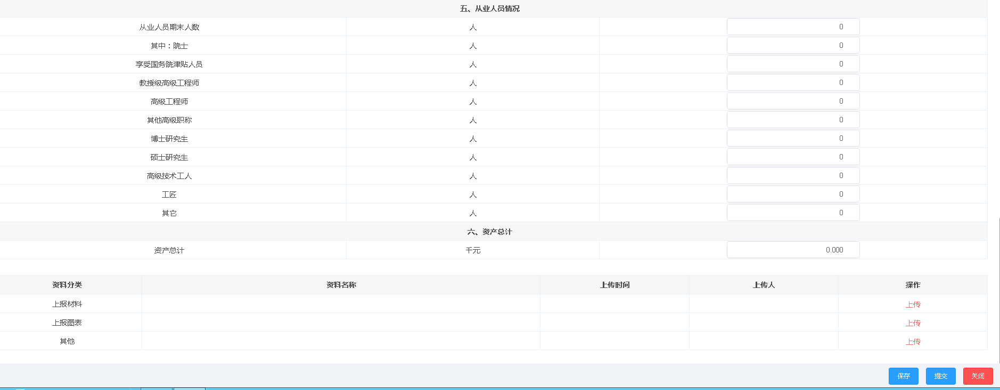 五、从业人员情况
从业人员期末人数 人 0
其中：院士 人 0
享受国务院津贴人员 人 0
教授级高级工程师 人 0
高级工程师 人 0
其他高级职称 人 0
博士研究生 人 0
硕士研究生 人 0
高级技术工人 人 0
工匠 人 0
其它 人 0
六、资产总计
资产总计 千元 0.000
资料分类 资料名称 上传时间 上传人 操作
上报材料 上传
上报图表 上传
其他 上传
保存 提交 关闭